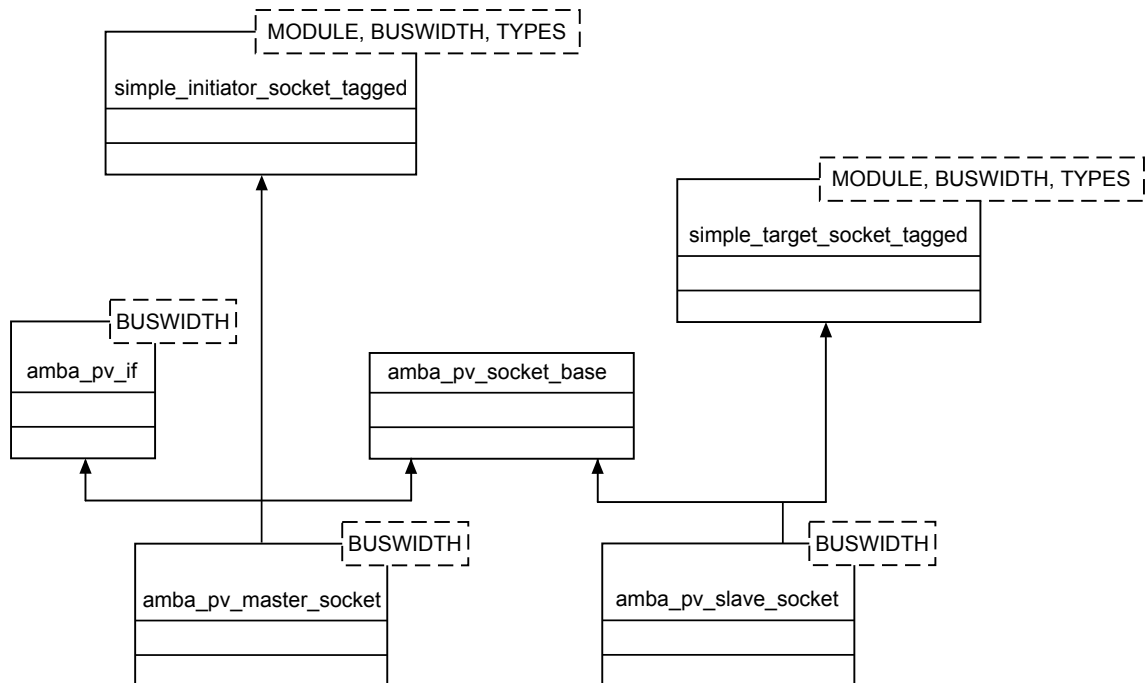 MODULE, BUSWIDTH, TYPES
simple_initiator_socket_tagged
MODULE, BUSWIDTH, TYPES
simple_target_socket_tagged
BUSWIDTH
amba_pv_if
amba_pv_socket_base
BUSWIDTH
amba_pv_master_socket
BUSWIDTH
amba_pv_slave_socket